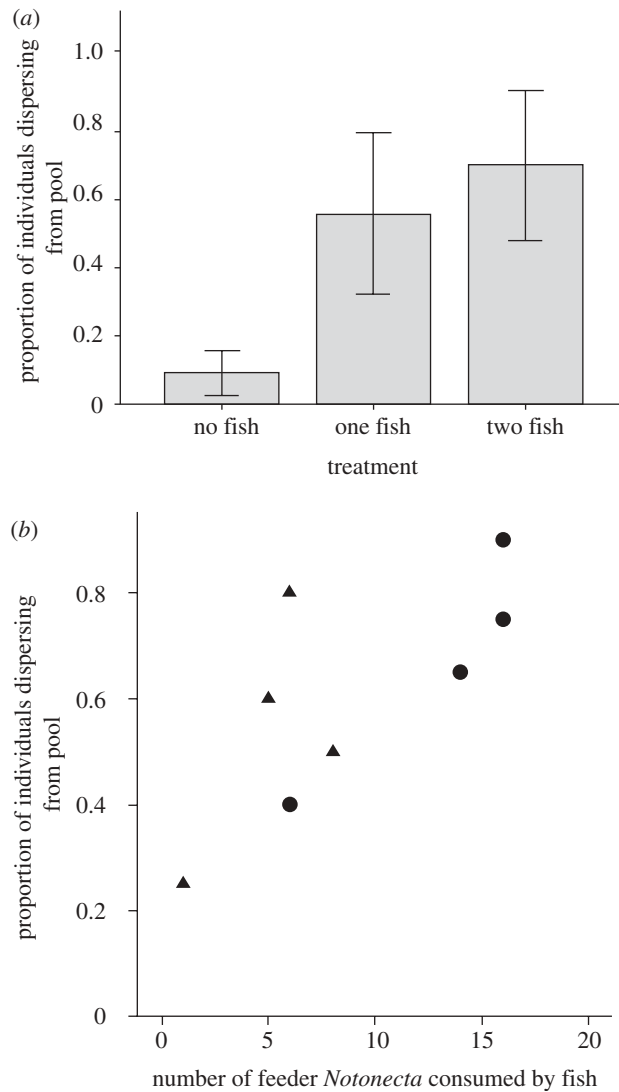 (a)
proportion of individuals dispersing
from pool
1.0
0.8
0.6
0.4
0.2
0
no fish one fish two fish
treatment
(b)
proportion of individuals dispersing
from pool
0.8
0.6
0.4
0.2
0
0 5 10 15 20
number of feeder Notonecta consumed by fish